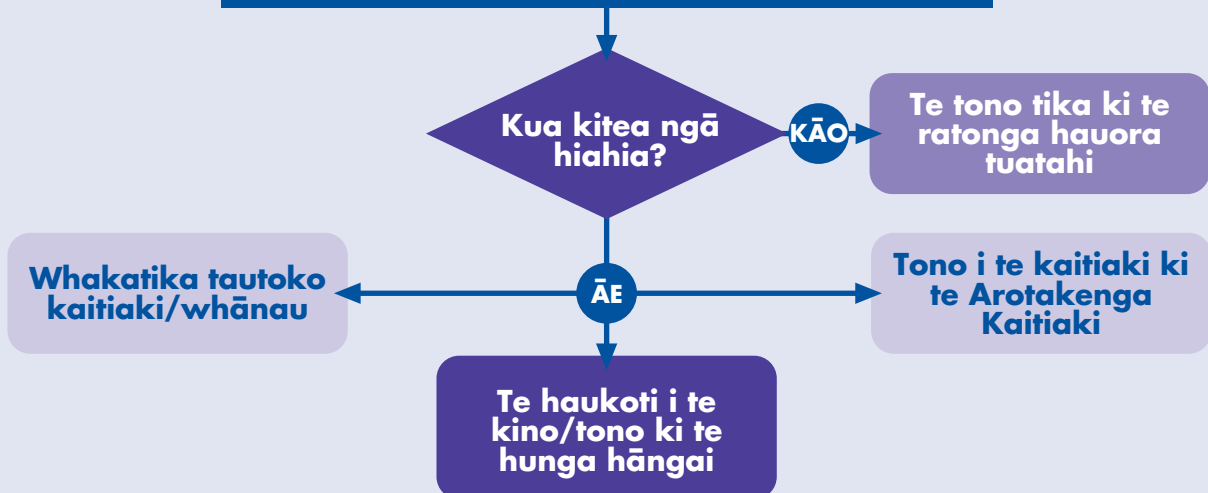 Kua kitea ngā
hiahia?
KĀO
Te tono tika ki te
ratonga hauora
tuatahi
Whakatika tautoko
kaitiaki/whānau
ĀE
Tono i te kaitiaki ki
te Arotakenga
Kaitiaki
Te haukoti i te
kino/tono ki te
hunga hāngai